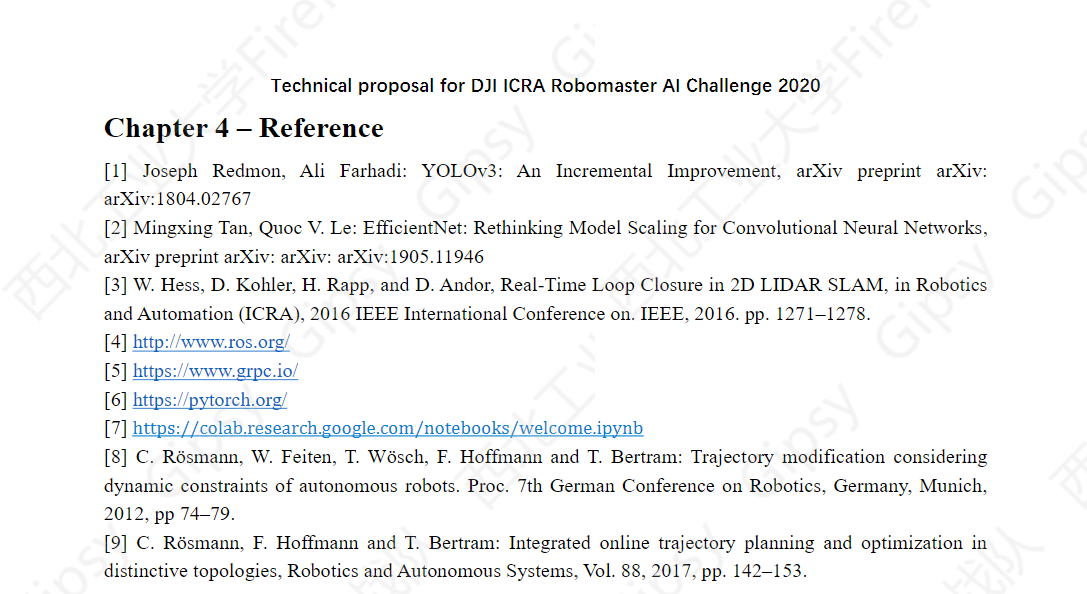 Technical proposal for DJI ICRA Robomaster AI Challenge 2020
Chapter 4 – Reference
[1] Joseph Redmon, Ali Farhadi: YOLOv3: An Incremental Improvement, arXiv preprint arXiv:
arXiv:1804.02767
[2] Mingxing Tan, Quoc V. Le: EfficientNet: Rethinking Model Scaling for Convolutional Neural Networks,
arXiv preprint arXiv: arXiv: arXiv:1905.11946
[3] W. Hess, D. Kohler, H. Rapp, and D. Andor, Real-Time Loop Closure in 2D LIDAR SLAM, in Robotics
and Automation (ICRA), 2016 IEEE International Conference on. IEEE, 2016. pp. 1271–1278.
[4] http://www.ros.org/
[5] https://www.grpc.io/
[6] https://pytorch.org/
[7] https://colab.research.google.com/notebooks/welcome.ipynb
[8] C. Rösmann, W. Feiten, T. Wösch, F. Hoffmann and T. Bertram: Trajectory modification considering
dynamic constraints of autonomous robots. Proc. 7th German Conference on Robotics, Germany, Munich,
2012, pp 74–79.
[9] C. Rösmann, F. Hoffmann and T. Bertram: Integrated online trajectory planning and optimization in
distinctive topologies, Robotics and Autonomous Systems, Vol. 88, 2017, pp. 142–153.